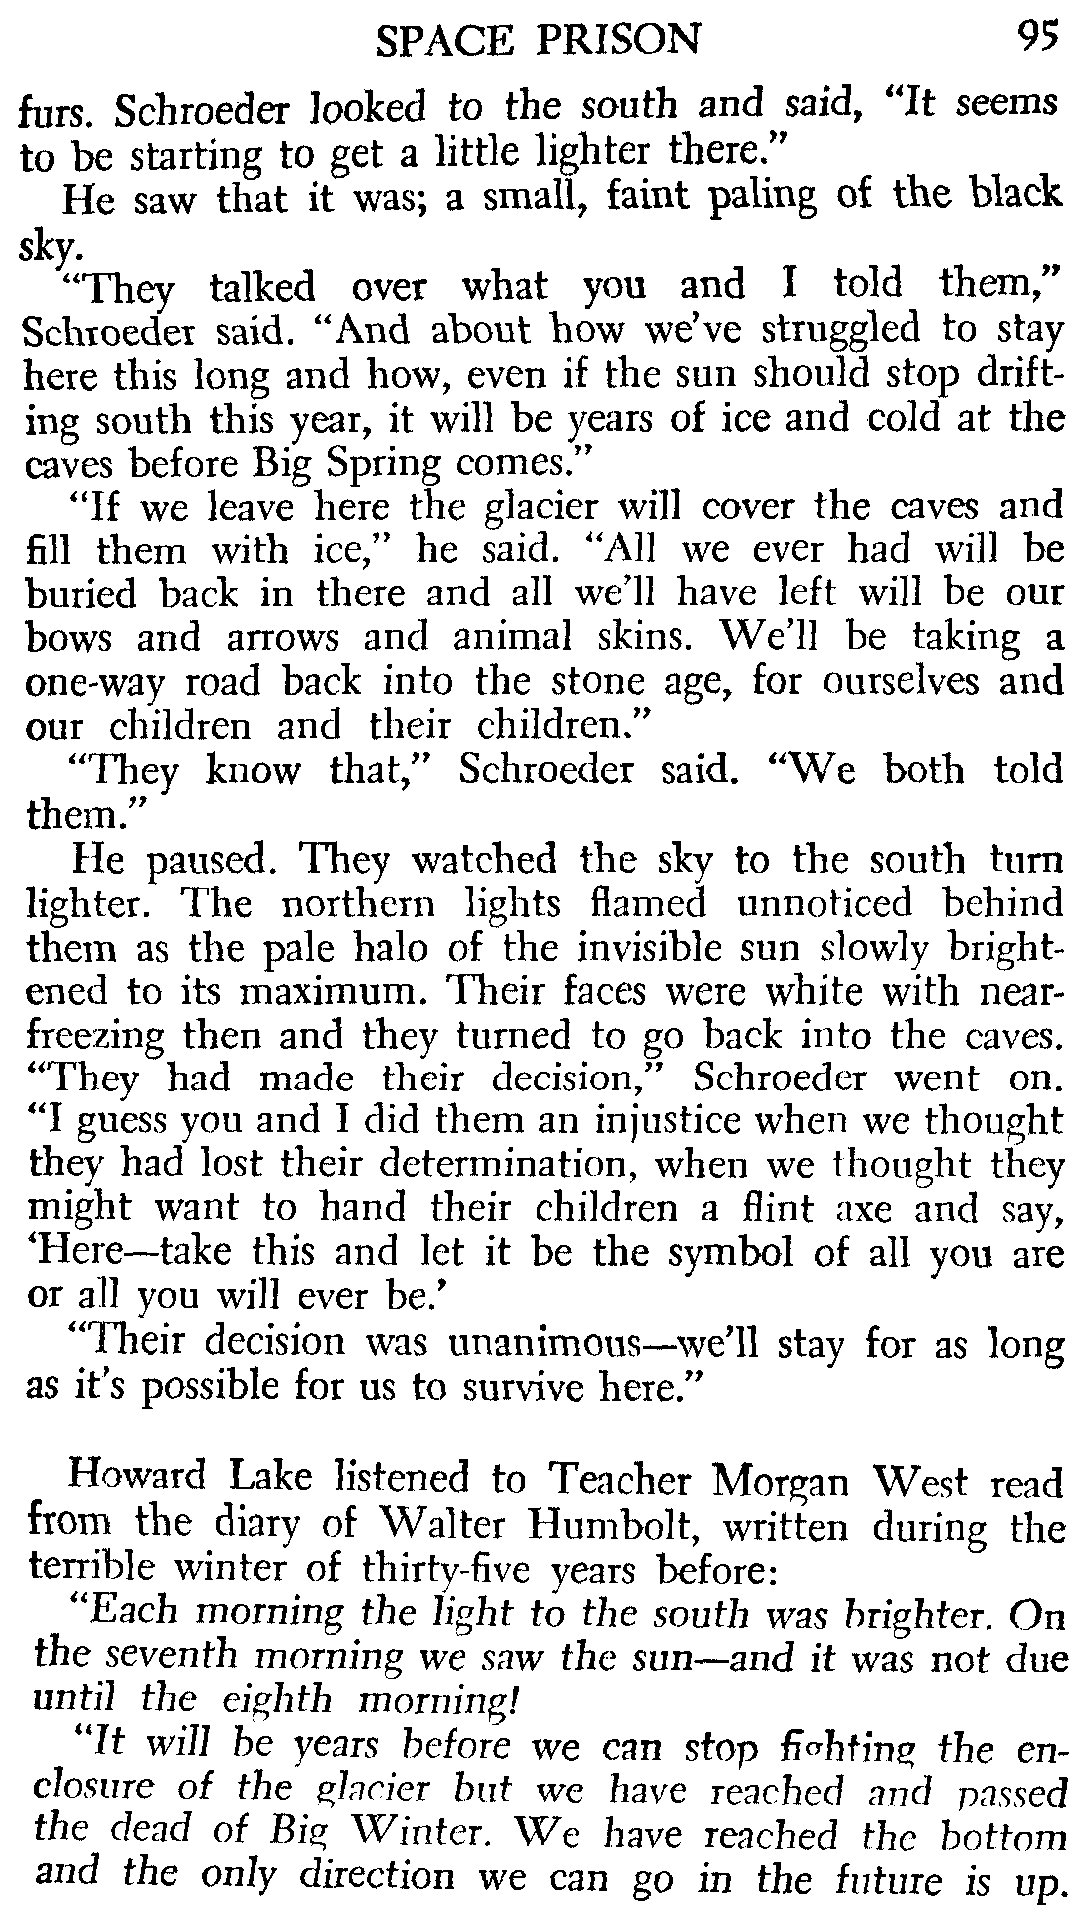 SPACE PRISON 95
furs. Schroeder looked to the south and said, "It seems
to be starting to get a little lighter there."
He saw that it was; a small, faint paling of the black
sky.
"They talked over what you and I told them,"
Schroeder said. "And about how we've struggled to stay
here this long and how, even if the sun should stop drift-
ing south this year, it will be years of ice and cold at the
caves before Big Spring comes."
"If we leave here the glacier will cover the caves and
fill them with ice," he said. "All we ever had will be
buried back in there and all we'll have left will be our
bows and arrows and animal skins. We'll be taking a
one-way road back into the stone age, for ourselves and
our children and their children."
"They know that," Schroeder said. "We both told
them."
He paused. They watched the sky to the south turn
lighter. The northern lights flamed unnoticed behind
them as the pale halo of the invisible sun slowly bright-
ened to its maximum. Their faces were white with near-
freezing then and they turned to go back into the caves.
"They had made their decision," Schroeder went on.
"I guess you and I did them an injustice when we thought
they had lost their determination, when we thought they
might want to hand their children a flint axe and say,
'Here—take this and let it be the symbol of all you are
or all you will ever be.'
"Their decision was unanimous—we'll stay for as long
as it's possible for us to survive here."
Howard Lake listened to Teacher Morgan West read
from the diary of Walter Humbolt, written during the
terrible winter of thirty-five years before:
"Each morning the light to the south was brighter. On
the seventh morning we saw the sun—and it was not due
until the eighth morning!
"It will be years before we can stop fighting the en-
closure of the glacier but we have reached and passed
the dead of Big Winter. We have reached the bottom
and the only direction we can go in the future is up.